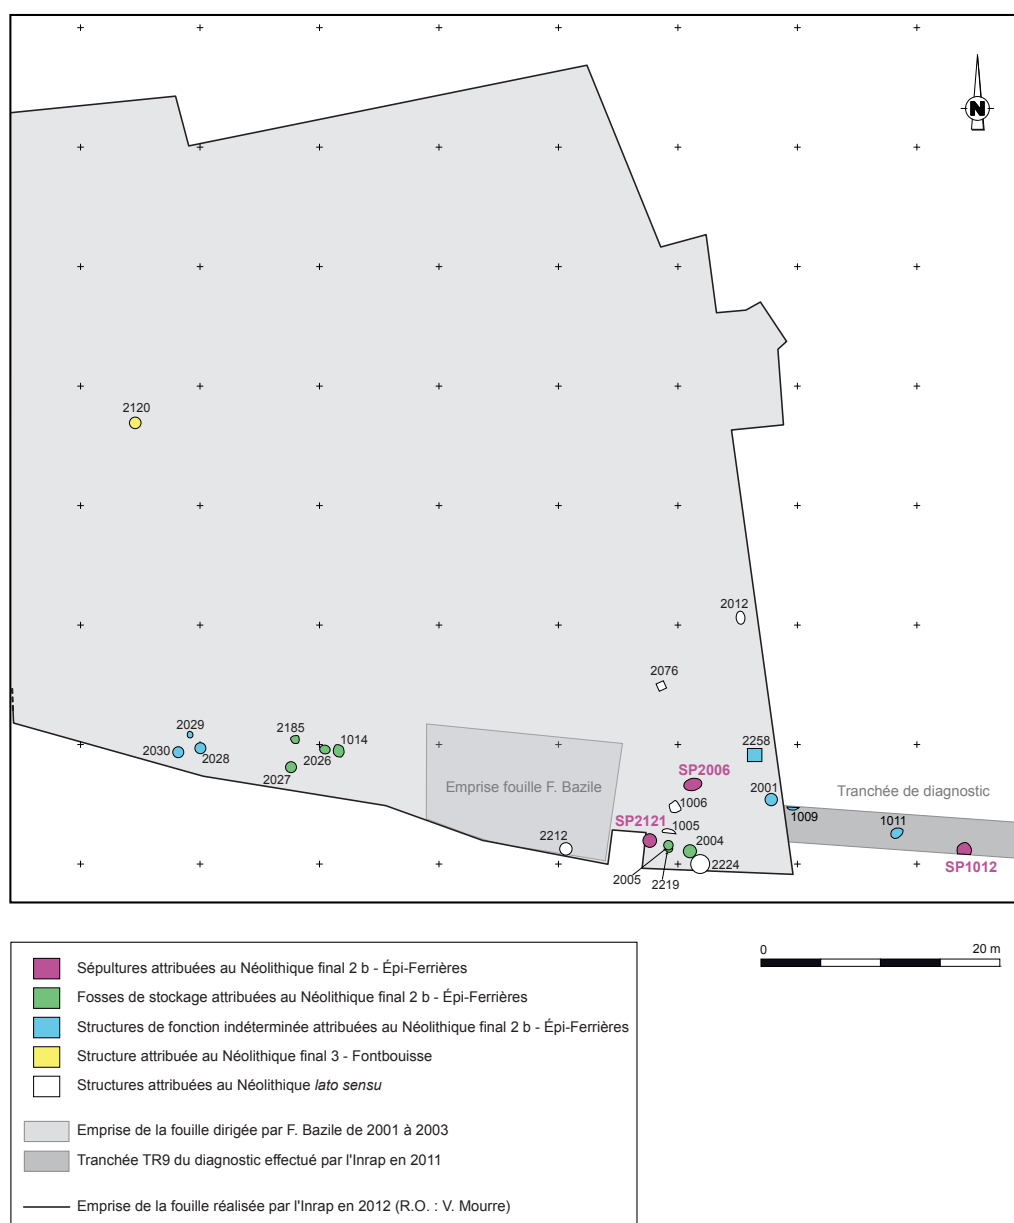 N
2120
2012
2076
2029
2185
1014
2030
2028
2026
2027
2258
SP2006
Emprise fouille F. Bazile
2001
Tranchée de diagnostic
1006
1009
SP2121
1005
1011
2212
2004
2005
2219
2224
SP1012
0 20 m
Sépultures attribuées au Néolithique final 2 b - Épi-Ferrières
Fosses de stockage attribuées au Néolithique final 2 b - Épi-Ferrières
Structures de fonction indéterminée attribuées au Néolithique final 2 b - Épi-Ferrières
Structure attribuée au Néolithique final 3 - Fontbouisse
Structures attribuées au Néolithique lato sensu
Emprise de la fouille dirigée par F. Bazile de 2001 à 2003
Tranchée TR9 du diagnostic effectué par l'Inrap en 2011
Emprise de la fouille réalisée par l'Inrap en 2012 (R.O. : V. Mourre)